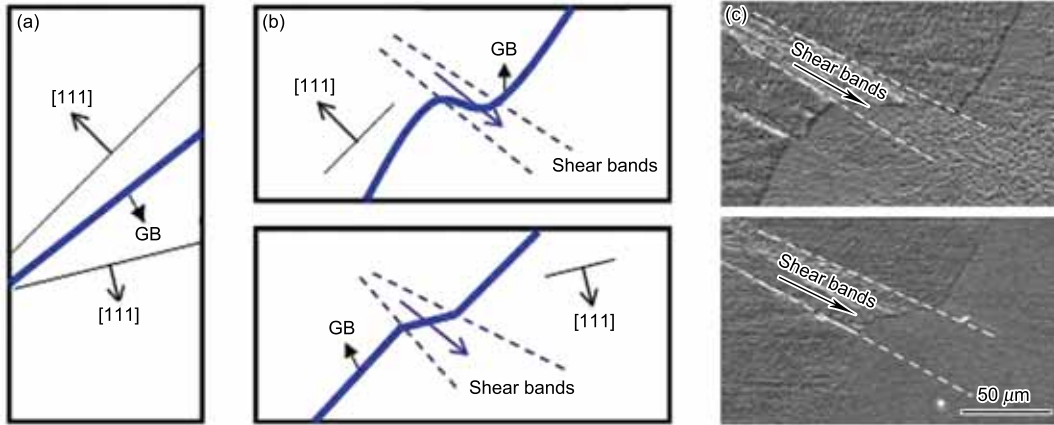 (a)
[111]
GB
[111]
(b)
GB
[111]
Shear bands
GB
[111]
Shear bands
(c)
Shear bands
Shear bands
50 μm